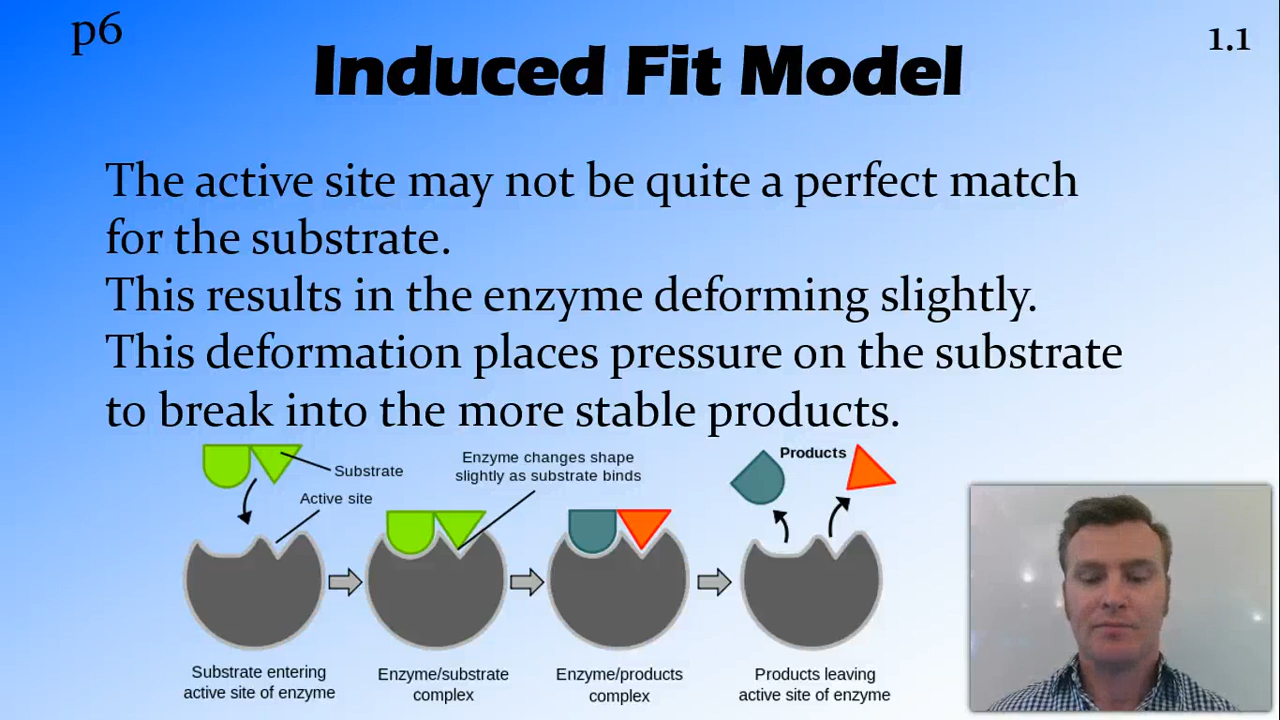 p6
1.1
Induced Fit Model
The active site may not be quite a perfect match
for the substrate.
This results in the enzyme deforming slightly.
This deformation places pressure on the substrate
to break into the more stable products.
Substrate
Active site
Enzyme changes shape
slightly as substrate binds
Products
Substrate entering
active site of enzyme
Enzyme/substrate
complex
Enzyme/products
complex
Products leaving
active site of enzyme